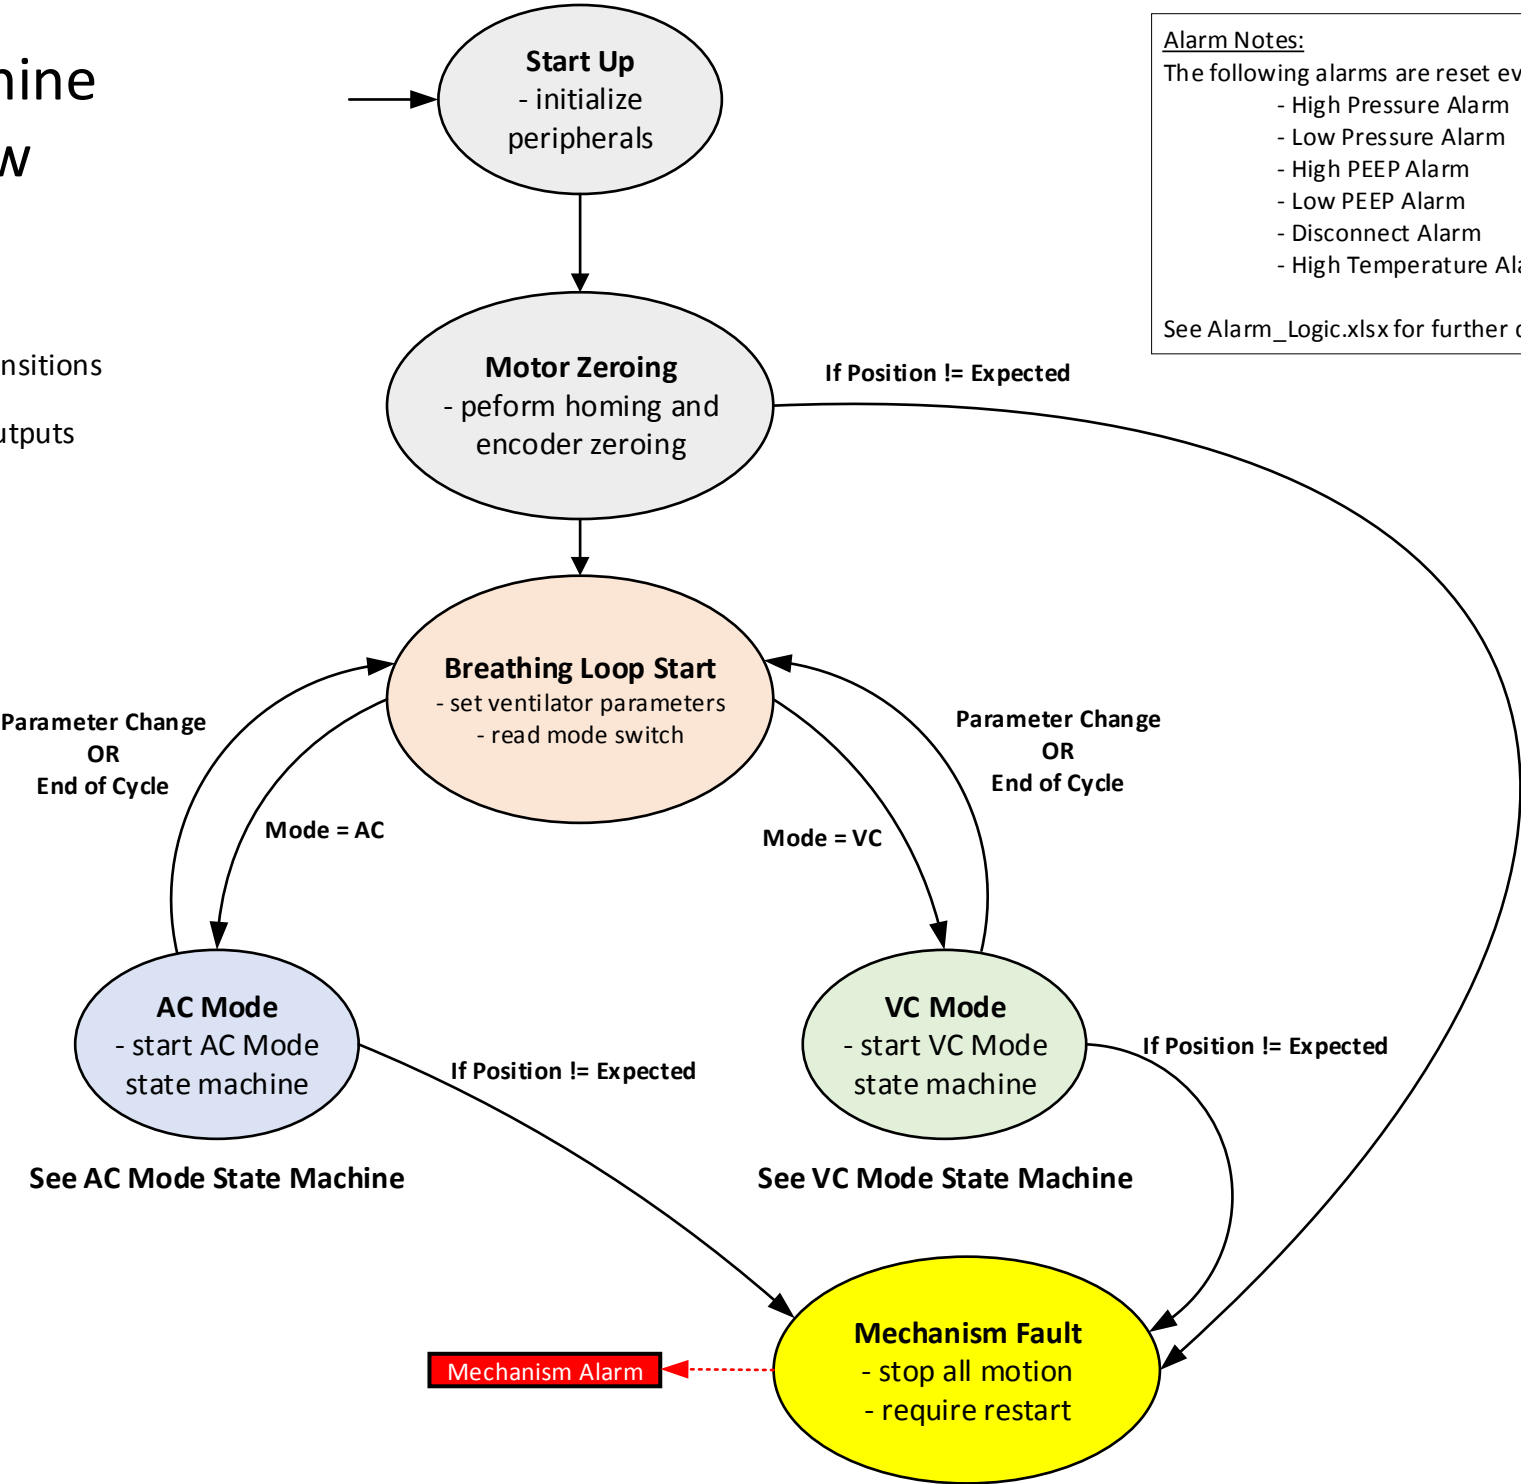 Start Up
- initialize
peripherals
Alarm Notes:
The following alarms are reset
- High Pressure Alarm
- Low Pressure Alarm
- High PEEP Alarm
- Low PEEP Alarm
- Disconnect Alarm
- High Temperature
See Alarm_Logic.xlsx for further
Motor Zeroing
- peform homing and
encoder zeroing
If Position != Expected
Breathing Loop Start
- set ventilator parameters
- read mode switch
Parameter Change
OR
End of Cycle
Mode = AC
Parameter Change
OR
End of Cycle
Mode = VC
AC Mode
- start AC Mode
state machine
If Position != Expected
See AC Mode State Machine
VC Mode
- start VC Mode
state machine
If Position != Expected
See VC Mode State Machine
Mechanism Fault
- stop all motion
- require restart
Mechanism Alarm